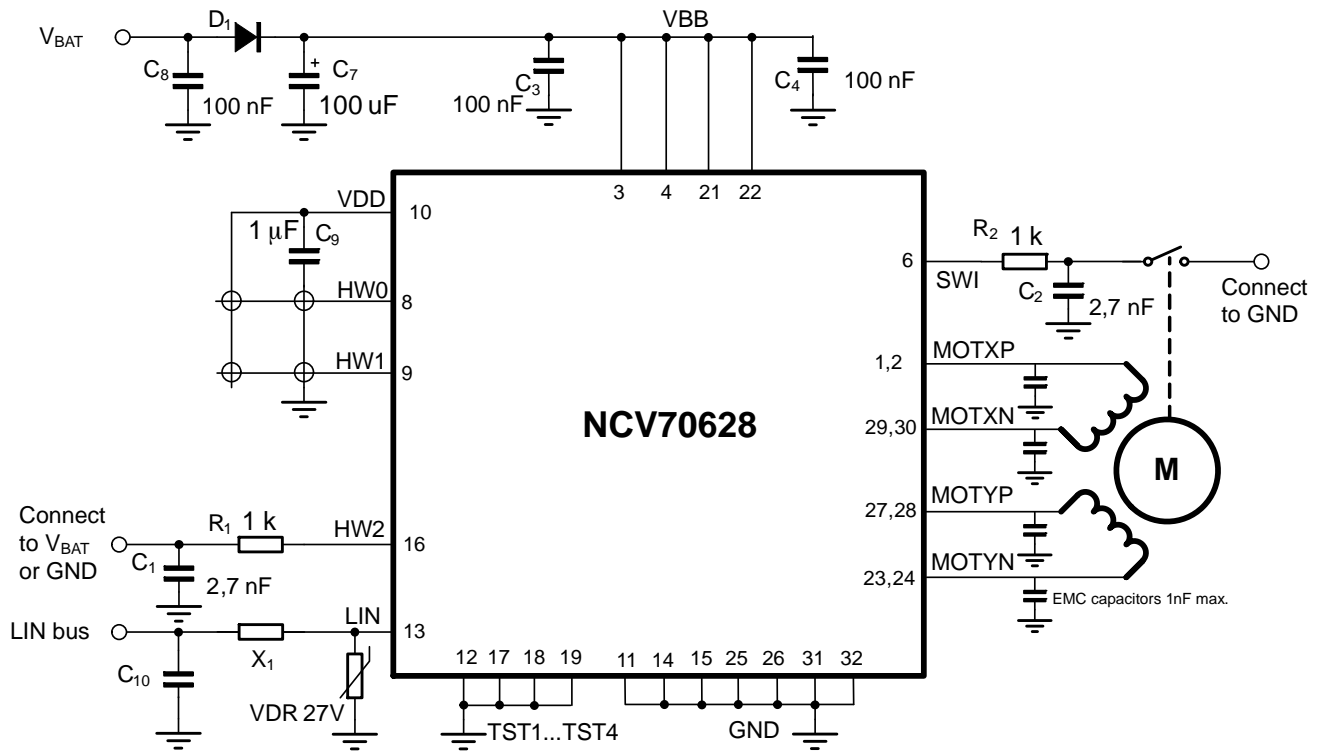 V_BAT
D₁
VBB
C₈
100 nF
+
C₇
100 uF
C₃
100 nF
C₄
100 nF
3
4
21
22
VDD
10
1 μF
C₉
HW0
8
HW1
9
R₂
1 k
6
SWI
C₂
2,7 nF
Connect
to GND
1,2
MOTXP
29,30
MOTXN
27,28
MOTYP
23,24
MOTYN
M
EMC capacitors 1nF max.
NCV70628
Connect
to V_BAT
or GND
R₁
1 k
HW2
16
C₁
2,7 nF
LIN bus
LIN
13
X₁
C₁₀
VDR 27V
12
17
18
19
11
14
15
25
26
31
32
TST1...TST4
GND